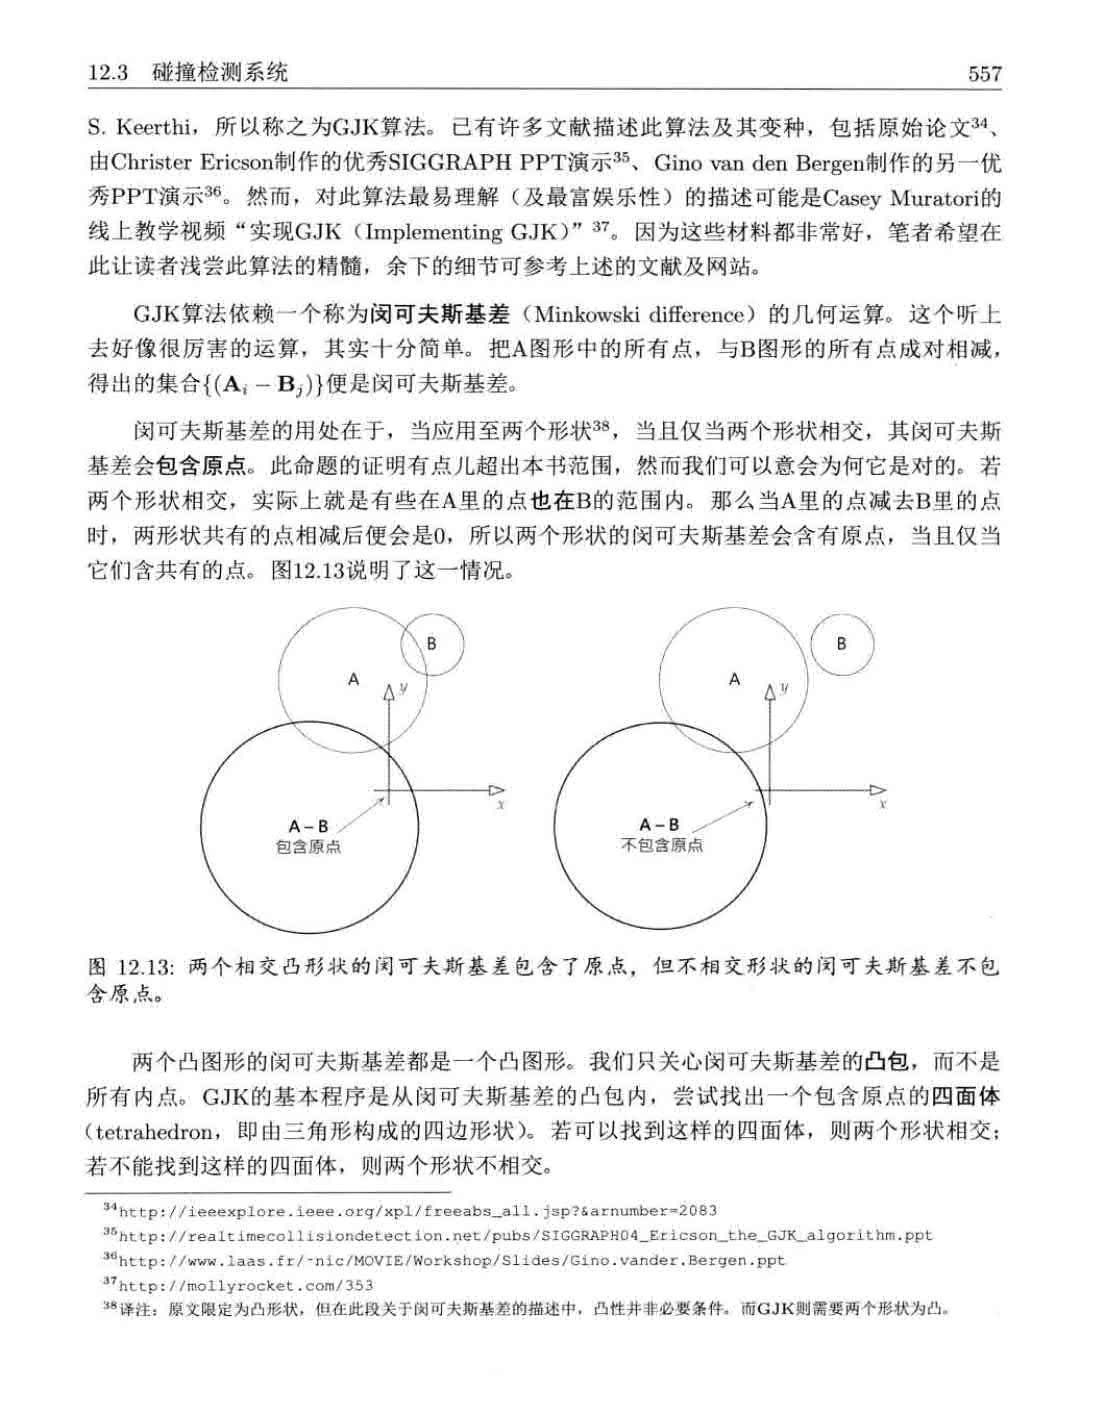 12.3 碰撞检测系统 557
S. Keerthi，所以称之为GJK算法。已有许多文献描述此算法及其变种，包括原始论文34、
由Christer Ericson制作的优秀SIGGRAPH PPT演示35、Gino van den Bergen制作的另一优
秀PPT演示36。然而，对此算法最易理解（及最富娱乐性）的描述可能是Casey Muratori的
线上教学视频“实现GJK（Implementing GJK）”37。因为这些材料都非常好，笔者希望在
此让读者浅尝此算法的精髓，余下的细节可参考上述的文献及网站。
GJK算法依赖一个称为闵可夫斯基差（Minkowski difference）的几何运算。这个听上
去好像很厉害的运算，其实十分简单。把A图形中的所有点，与B图形的所有点成对相减，
得出的集合{(Ai − Bj)}便是闵可夫斯基差。
闵可夫斯基差的用处在于，当应用至两个形状38，当且仅当两个形状相交，其闵可夫斯
基差会包含原点。此命题的证明有点儿超出本书范围，然而我们可以意会为何它是对的。若
两个形状相交，实际上就是有些在A里的点也在B的范围内。那么当A里的点减去B里的点
时，两形状共有的点相减后便会是0，所以两个形状的闵可夫斯基差会含有原点，当且仅当
它们含共有的点。图12.13说明了这一情况。
B
A
y
x
A – B
包含原点
B
A
y
x
A – B
不包含原点
图 12.13: 两个相交凸形状的闵可夫斯基差包含了原点，但不相交形状的闵可夫斯基差不包
含原点。
两个凸图形的闵可夫斯基差都是一个凸图形。我们只关心闵可夫斯基差的凸包，而不是
所有内点。GJK的基本程序是从闵可夫斯基差的凸包内，尝试找出一个包含原点的四面体
（tetrahedron，即由三角形构成的四边形状）。若可以找到这样的四面体，则两个形状相交；
若不能找到这样的四面体，则两个形状不相交。
34http://ieeexplore.ieee.org/xpl/freeabs_all.jsp?&arnumber=2083
35http://realtimecollisiondetection.net/pubs/SIGGRAPH04_Ericson_the_GJK_algorithm.ppt
36http://www.laas.fr/~nic/MOVIE/Workshop/Slides/Gino.vander.Bergen.ppt
37http://mollyrocket.com/353
38译注：原文限定为凸形状，但在此段关于闵可夫斯基差的描述中，凸性并非必要条件。而GJK则需要两个形状为凸。